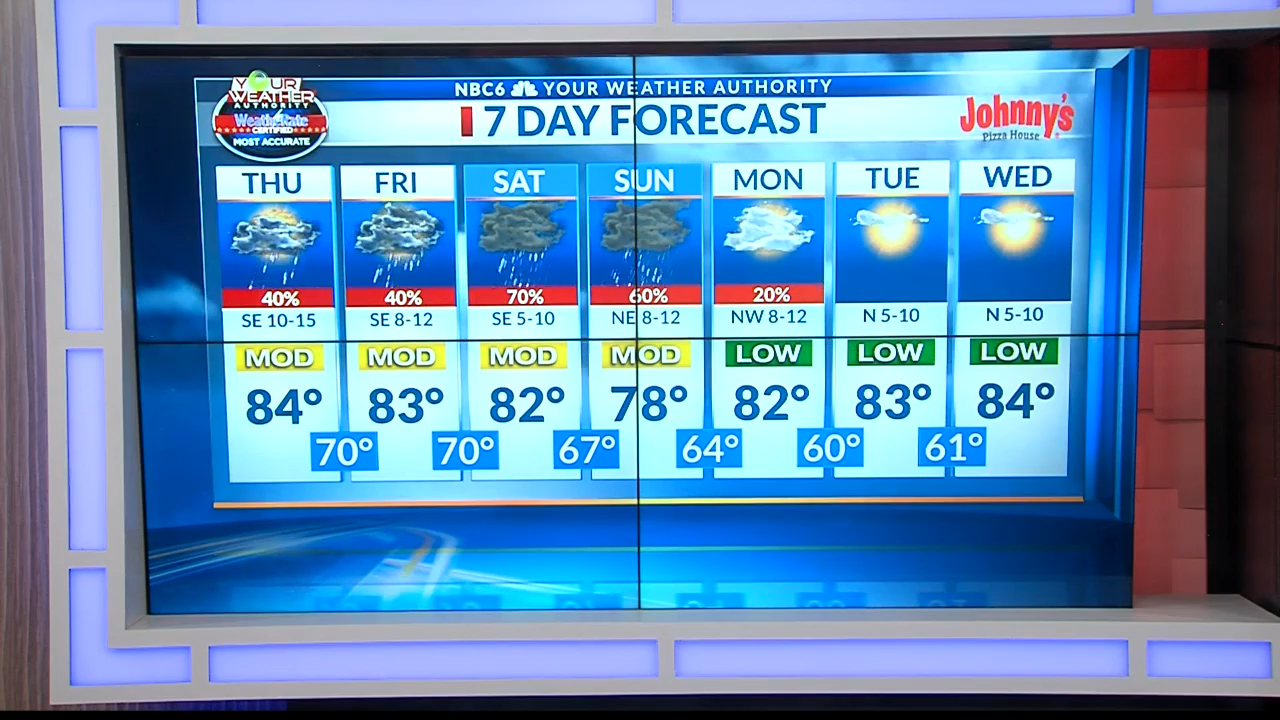 NBC6 YOUR WEATHER AUTHORITY
7 DAY FORECAST
YOUR
WEATHER
AUTHORITY
WeatheRate
CERTIFIED
MOST ACCURATE
Johnny's
Pizza House
THU FRI SAT SUN MON TUE WED
40% 40% 70% 60% 20%
SE 10-15 SE 8-12 SE 5-10 NE 8-12 NW 8-12 N 5-10 N 5-10
MOD MOD MOD MOD LOW LOW LOW
84° 83° 82° 78° 82° 83° 84°
70° 70° 67° 64° 60° 61°